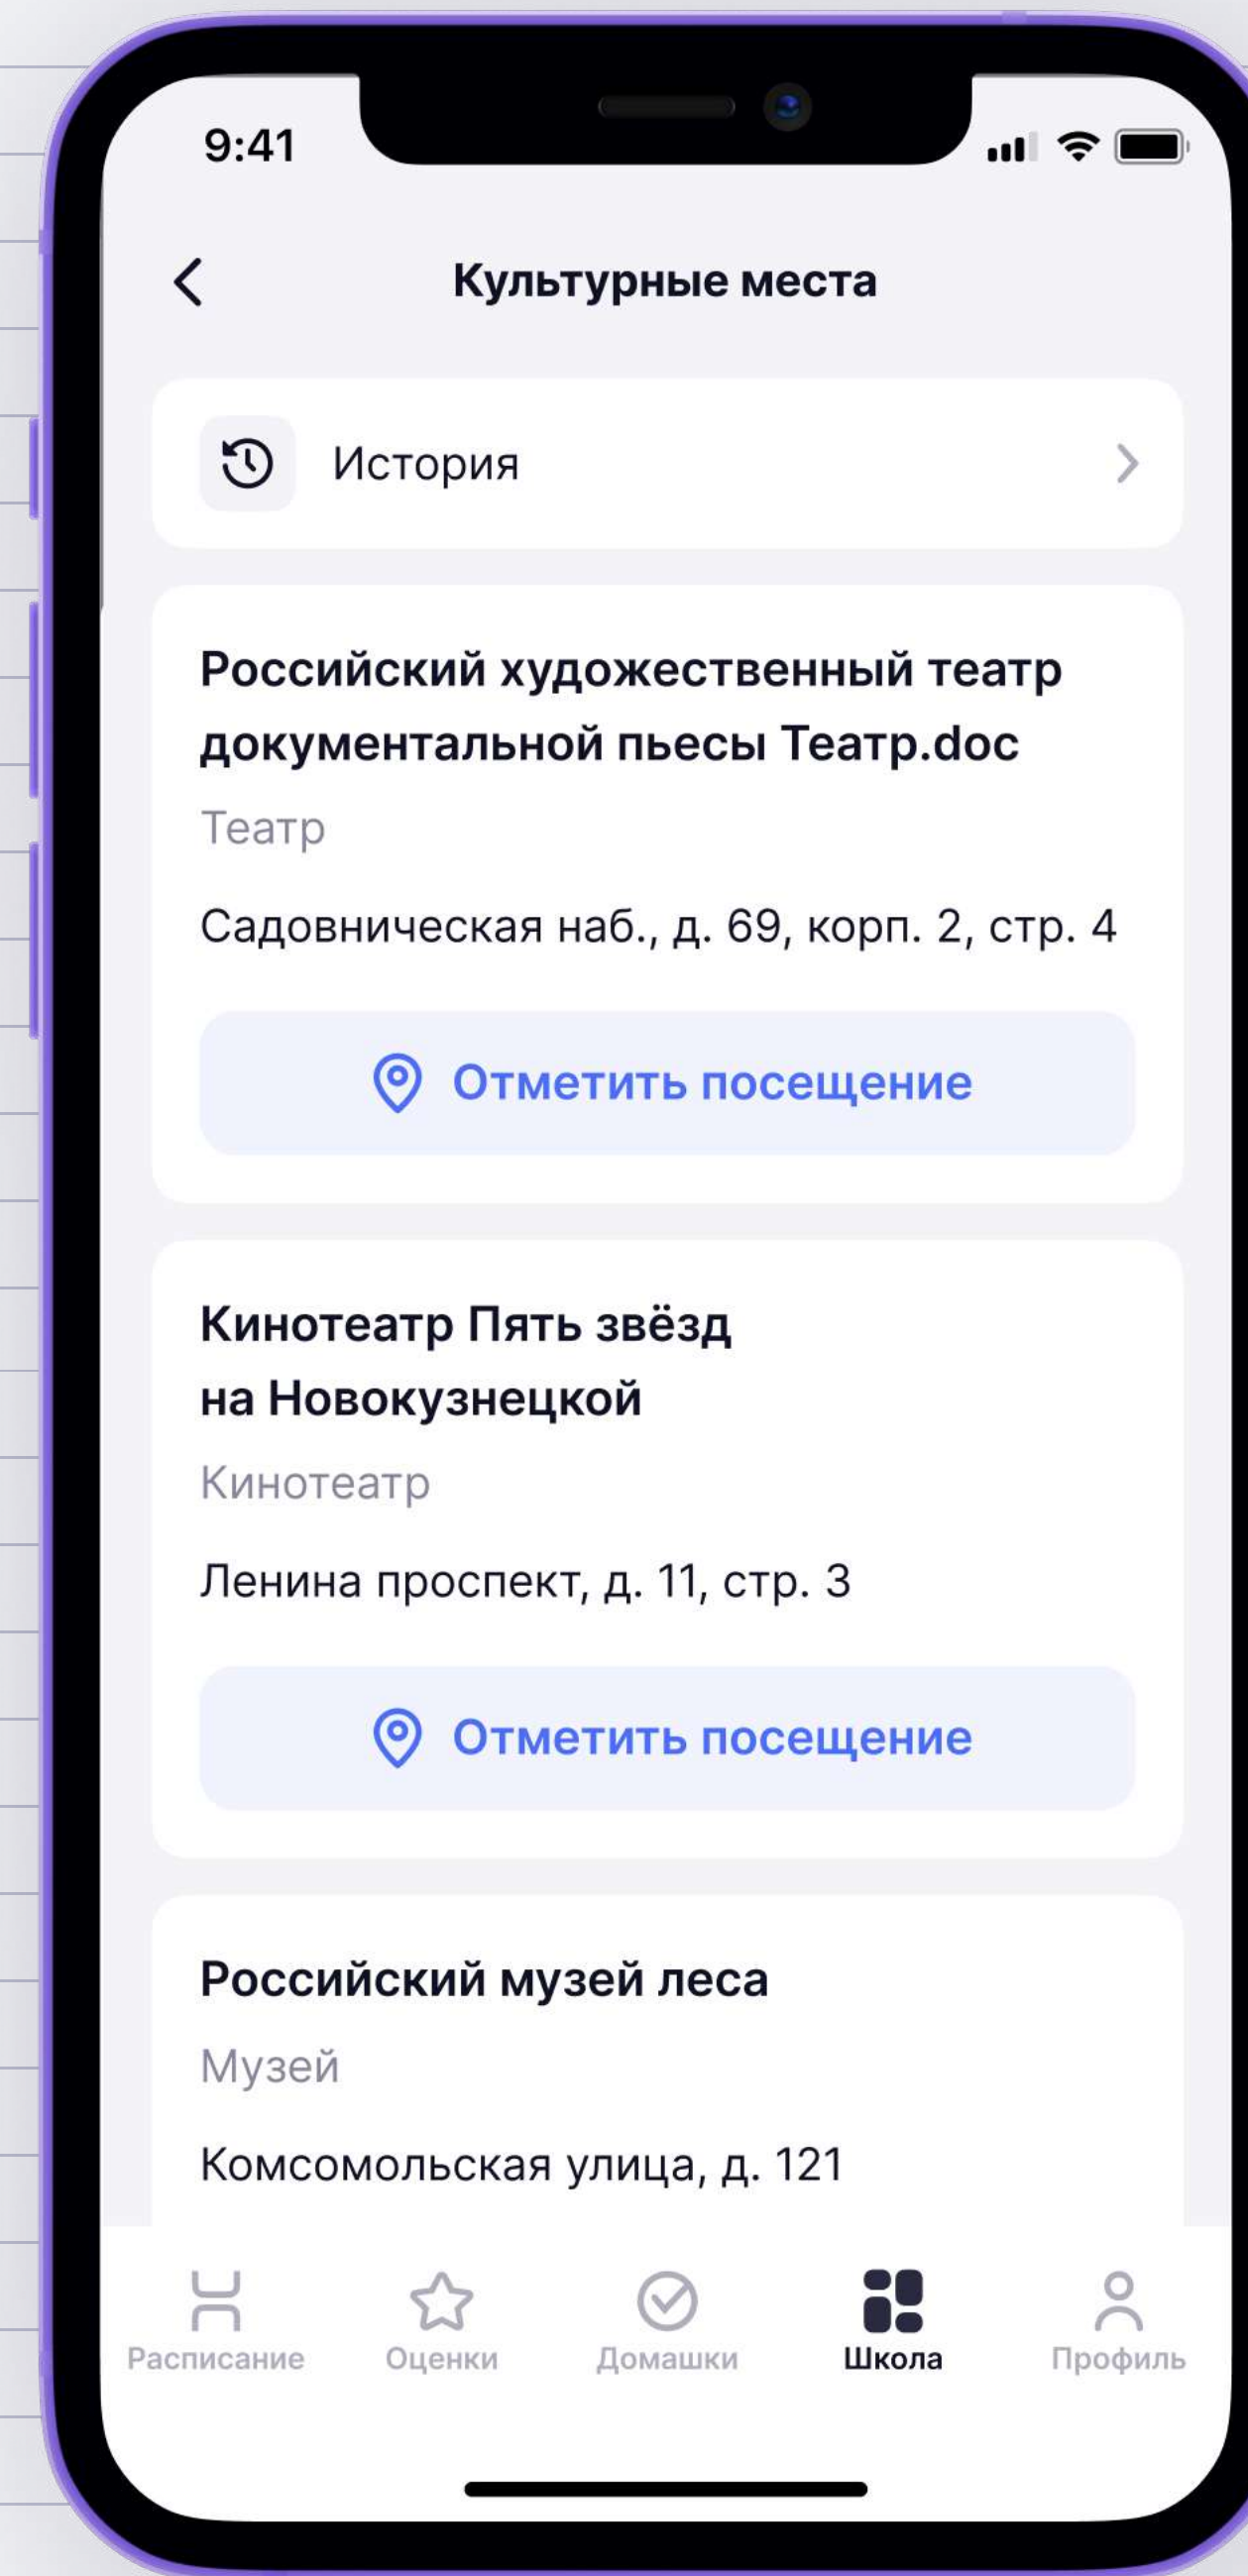 9:41
Культурные места
История
Российский художественный театр
документальной пьесы Театр.doc
Театр
Садовническая наб., д. 69, корп. 2, стр. 4
Отметить посещение
Кинотеатр Пять звёзд
на Новокузнецкой
Кинотеатр
Ленина проспект, д. 11, стр. 3
Отметить посещение
Российский музей леса
Музей
Комсомольская улица, д. 121
Расписание Оценки Домашки Школа Профиль